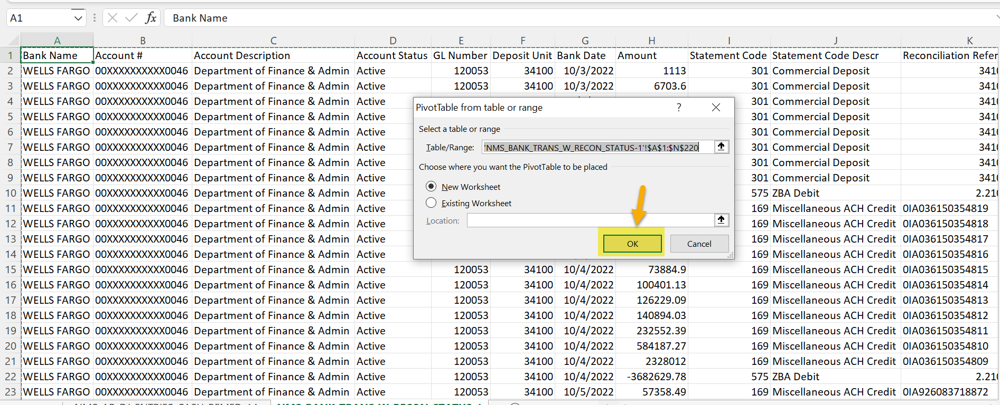 A1 fx Bank Name
A B C D E F G H I J K
1 Bank Name Account # Account Description Account Status GL Number Deposit Unit Bank Date Amount Statement Code Statement Code Descr Reconciliation Refer
2 WELLS FARGO 00XXXXXXXXXX0046 Department of Finance & Admin Active 120053 34100 10/3/2022 1113 301 Commercial Deposit 341
3 WELLS FARGO 00XXXXXXXXXX0046 Department of Finance & Admin Active 120053 34100 10/3/2022 6703.6 301 Commercial Deposit 341
4 WELLS FARGO 00XXXXXXXXXX0046 Department of Finance & Admin Active 301 Commercial Deposit 341
5 WELLS FARGO 00XXXXXXXXXX0046 Department of Finance & Admin Active 301 Commercial Deposit 341
6 WELLS FARGO 00XXXXXXXXXX0046 Department of Finance & Admin Active 301 Commercial Deposit 341
7 WELLS FARGO 00XXXXXXXXXX0046 Department of Finance & Admin Active 301 Commercial Deposit 341
8 WELLS FARGO 00XXXXXXXXXX0046 Department of Finance & Admin Active 301 Commercial Deposit 341
9 WELLS FARGO 00XXXXXXXXXX0046 Department of Finance & Admin Active 301 Commercial Deposit 341
10 WELLS FARGO 00XXXXXXXXXX0046 Department of Finance & Admin Active 575 ZBA Debit 2.21
11 WELLS FARGO 00XXXXXXXXXX0046 Department of Finance & Admin Active 169 Miscellaneous ACH Credit 0IA036150354819
12 WELLS FARGO 00XXXXXXXXXX0046 Department of Finance & Admin Active 169 Miscellaneous ACH Credit 0IA036150354818
13 WELLS FARGO 00XXXXXXXXXX0046 Department of Finance & Admin Active 169 Miscellaneous ACH Credit 0IA036150354817
14 WELLS FARGO 00XXXXXXXXXX0046 Department of Finance & Admin Active 169 Miscellaneous ACH Credit 0IA036150354816
15 WELLS FARGO 00XXXXXXXXXX0046 Department of Finance & Admin Active 120053 34100 10/4/2022 73884.9 169 Miscellaneous ACH Credit 0IA036150354815
16 WELLS FARGO 00XXXXXXXXXX0046 Department of Finance & Admin Active 120053 34100 10/4/2022 100401.13 169 Miscellaneous ACH Credit 0IA036150354814
17 WELLS FARGO 00XXXXXXXXXX0046 Department of Finance & Admin Active 120053 34100 10/4/2022 126229.09 169 Miscellaneous ACH Credit 0IA036150354813
18 WELLS FARGO 00XXXXXXXXXX0046 Department of Finance & Admin Active 120053 34100 10/4/2022 140894.03 169 Miscellaneous ACH Credit 0IA036150354812
19 WELLS FARGO 00XXXXXXXXXX0046 Department of Finance & Admin Active 120053 34100 10/4/2022 232552.39 169 Miscellaneous ACH Credit 0IA036150354811
20 WELLS FARGO 00XXXXXXXXXX0046 Department of Finance & Admin Active 120053 34100 10/4/2022 584187.27 169 Miscellaneous ACH Credit 0IA036150354810
21 WELLS FARGO 00XXXXXXXXXX0046 Department of Finance & Admin Active 120053 34100 10/4/2022 2328012 169 Miscellaneous ACH Credit 0IA036150354809
22 WELLS FARGO 00XXXXXXXXXX0046 Department of Finance & Admin Active 120053 34100 10/4/2022 -3682629.78 575 ZBA Debit 2.21
23 WELLS FARGO 00XXXXXXXXXX0046 Department of Finance & Admin Active 120053 34100 10/5/2022 57358.49 169 Miscellaneous ACH Credit 0IA926083718872
PivotTable from table or range ?
Select a table or range
Table/Range: 'NMS_BANK_TRANS_W_RECON_STATUS-1'!$A$1:$N$220
Choose where you want the PivotTable to be placed
New Worksheet
Existing Worksheet
Location:
OK Cancel
NMS_BANK_TRANS_W_RECON_STATUS-1